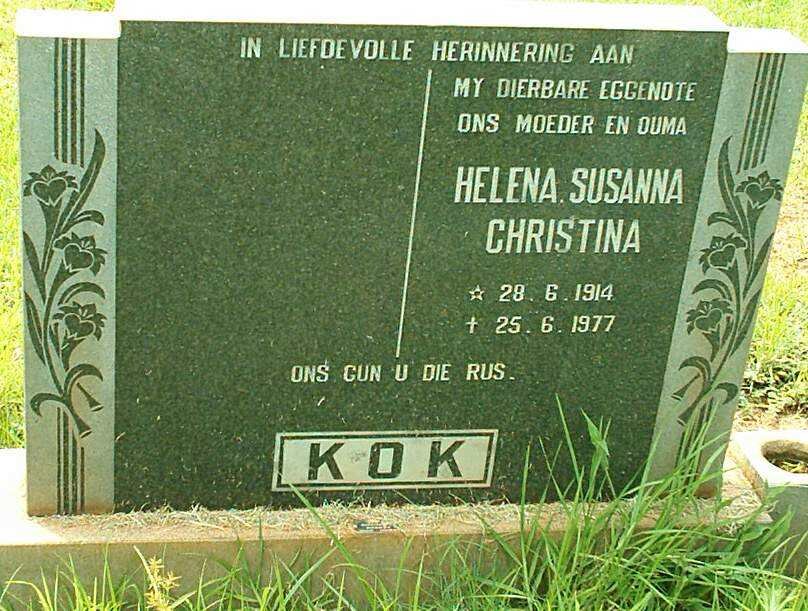 IN LIEFDEVOLLE HERINNERING AAN
MY DIERBARE EGGENOTE
ONS MOEDER EN OUMA
HELENA SUSANNA
CHRISTINA
☆ 28. 6. 1914
† 25. 6. 1977
ONS GUN U DIE RUS.
KOK